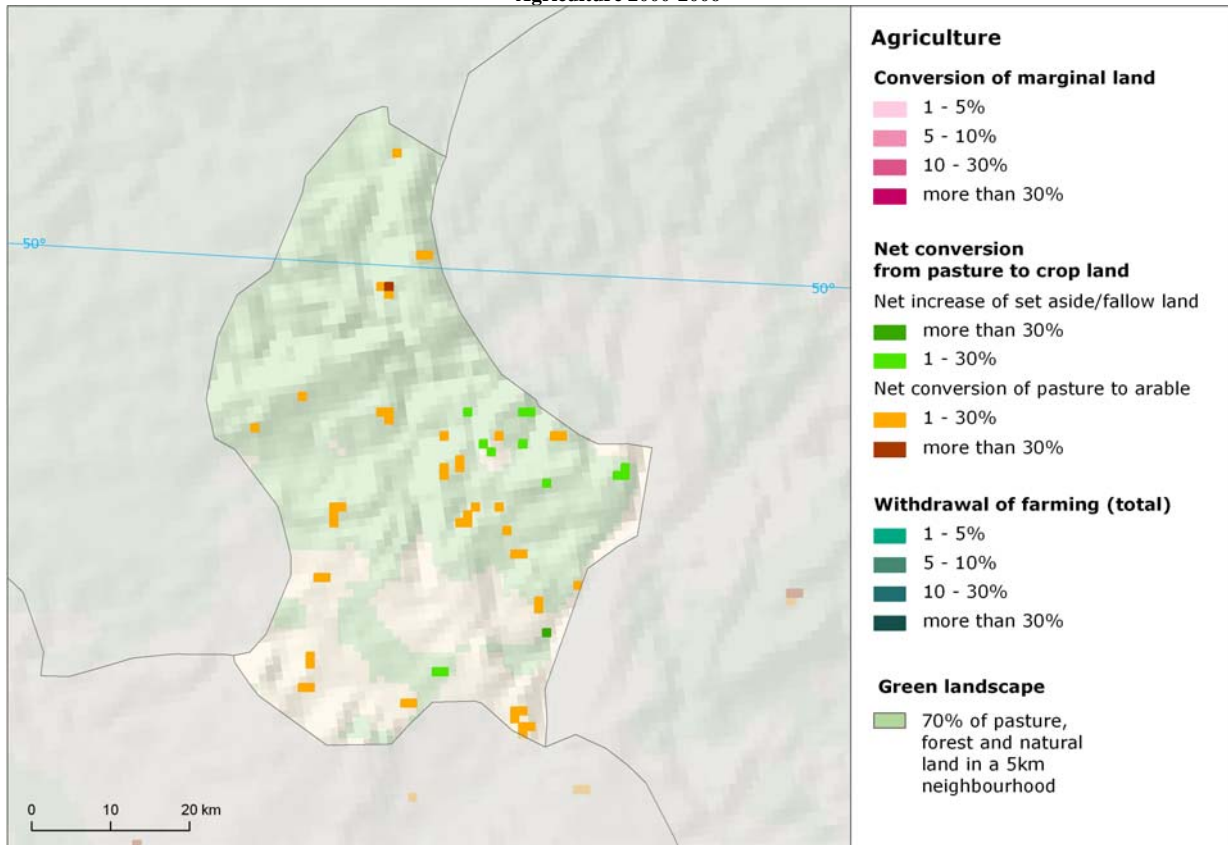 Agriculture 2000-2006
50°
50°
0 10 20 km
Agriculture
Conversion of marginal land
1 - 5%
5 - 10%
10 - 30%
more than 30%
Net conversion
from pasture to crop land
Net increase of set aside/fallow land
more than 30%
1 - 30%
Net conversion of pasture to arable
1 - 30%
more than 30%
Withdrawal of farming (total)
1 - 5%
5 - 10%
10 - 30%
more than 30%
Green landscape
70% of pasture,
forest and natural
land in a 5km
neighbourhood